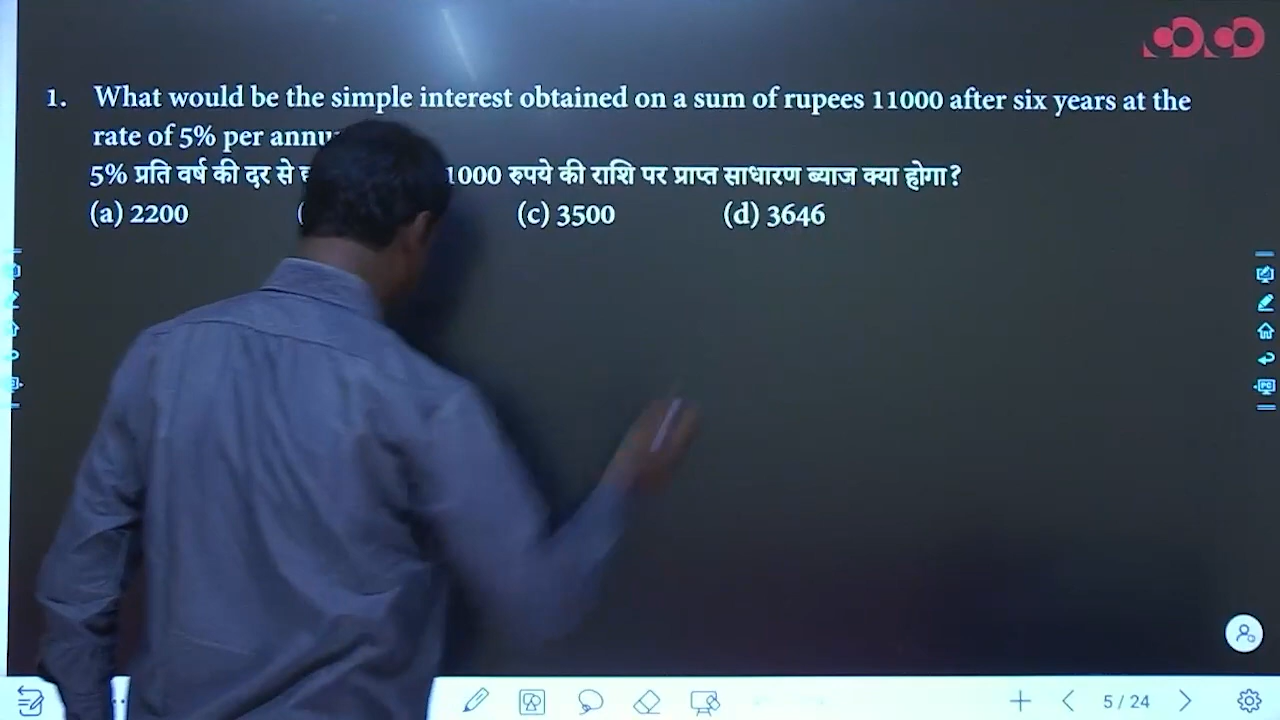 1. What would be the simple interest obtained on a sum of rupees 11000 after six years at the
rate of 5% per
5% प्रति वर्ष की दर से 1000 रुपये की राशि पर प्राप्त साधारण ब्याज क्या होगा?
(a) 2200 (c) 3500 (d) 3646
5 / 24